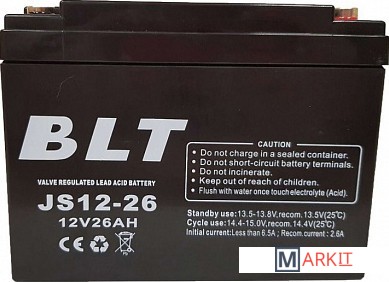 BLT
VALVE REGULATED LEAD ACID BATTERY
JS12-26
12V26AH
CAUTION:
• Do not charge in a sealed container.
• Do not short-circuit battery terminals.
• Do not incinerate.
• Keep out of reach of children.
• Flush with water once touch electrolyte (Acid).
Standby use: 13.5-13.8V,recom. 13.5V(25℃)
Cycle use: 14.4-15.0V, recom. 14.4V(25℃)
Initial current:Less than 6.5A ; Recom.current : 2.6A
Pb
MARKIT